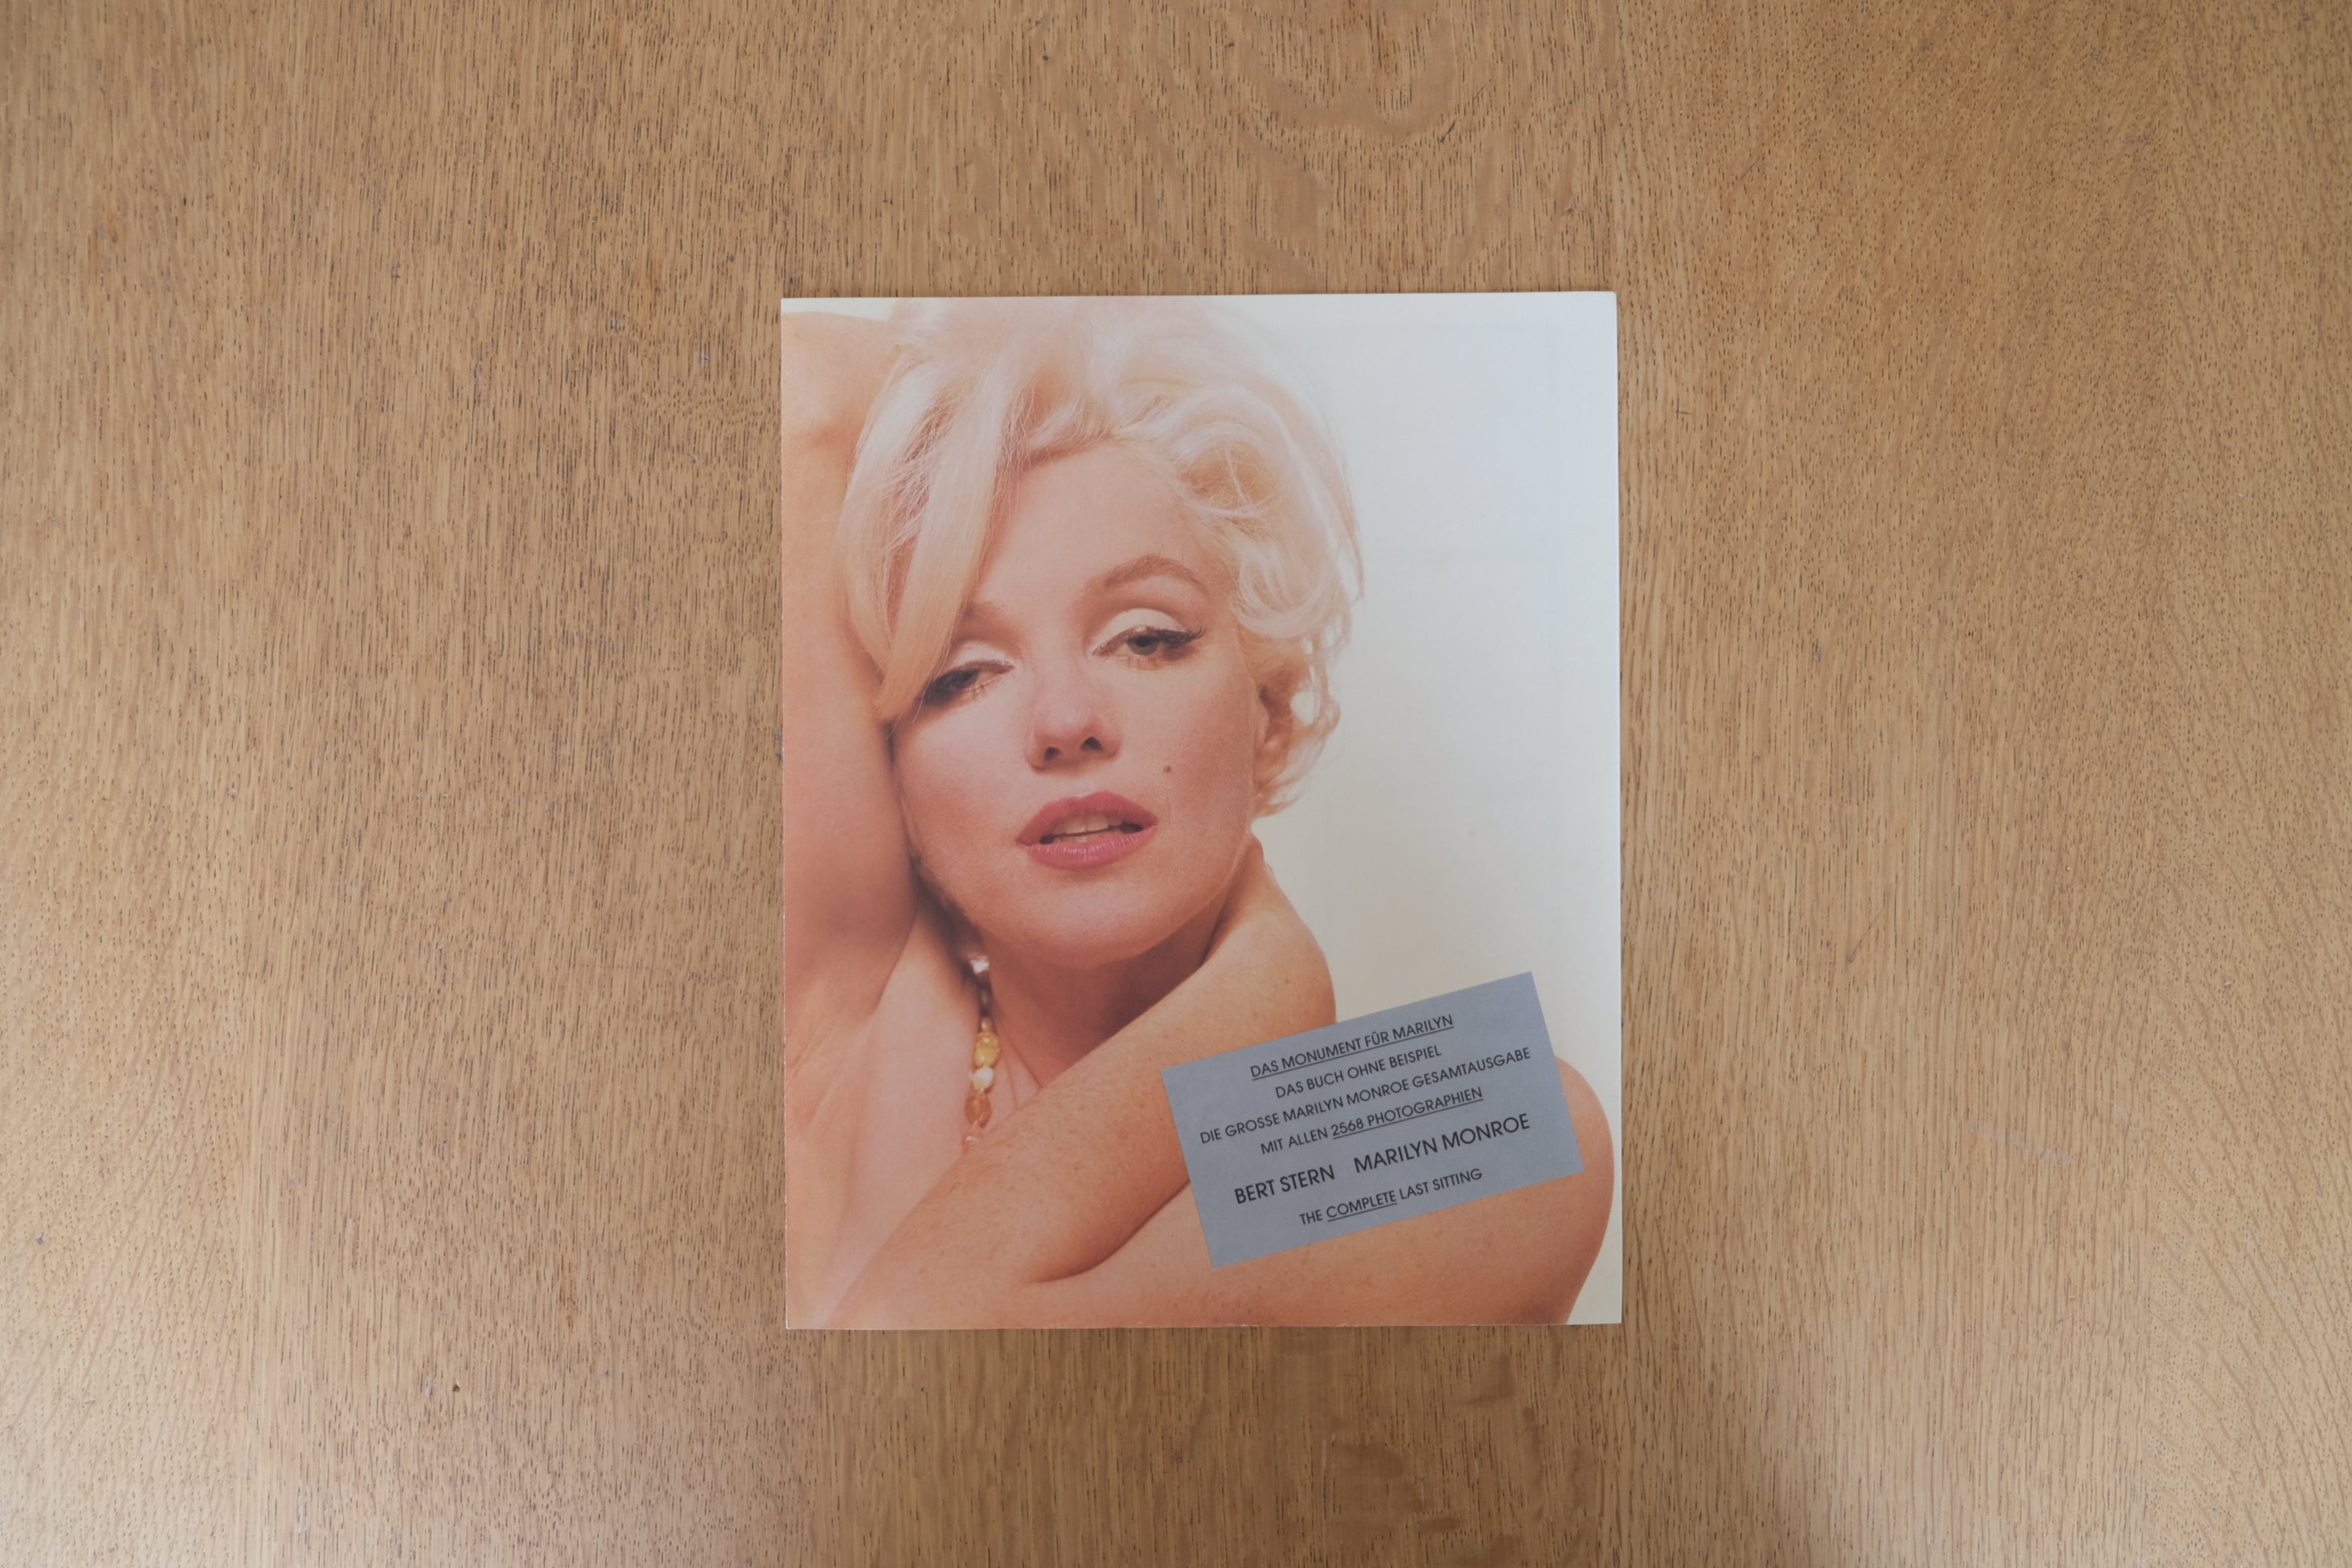 DAS MONUMENT FÜR MARILYN
DAS BUCH OHNE BEISPIEL
DIE GROSSE MARILYN MONROE GESAMTAUSGABE
MIT ALLEN 2568 PHOTOGRAPHIEN
BERT STERN MARILYN MONROE
THE COMPLETE LAST SITTING